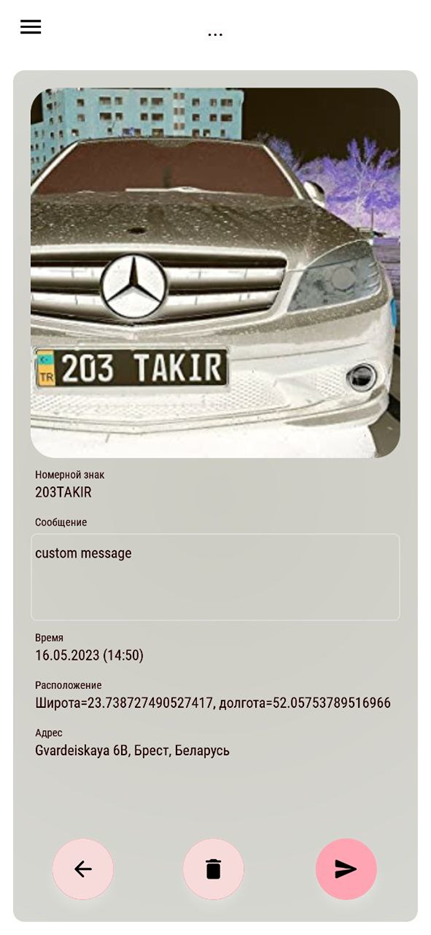 ...
TR
203 TAKIR
Номерной знак
203TAKIR
Сообщение
custom message
Время
16.05.2023 (14:50)
Расположение
Широта=23.738727490527417, долгота=52.05753789516966
Адрес
Gvardeiskaya 6B, Брест, Беларусь